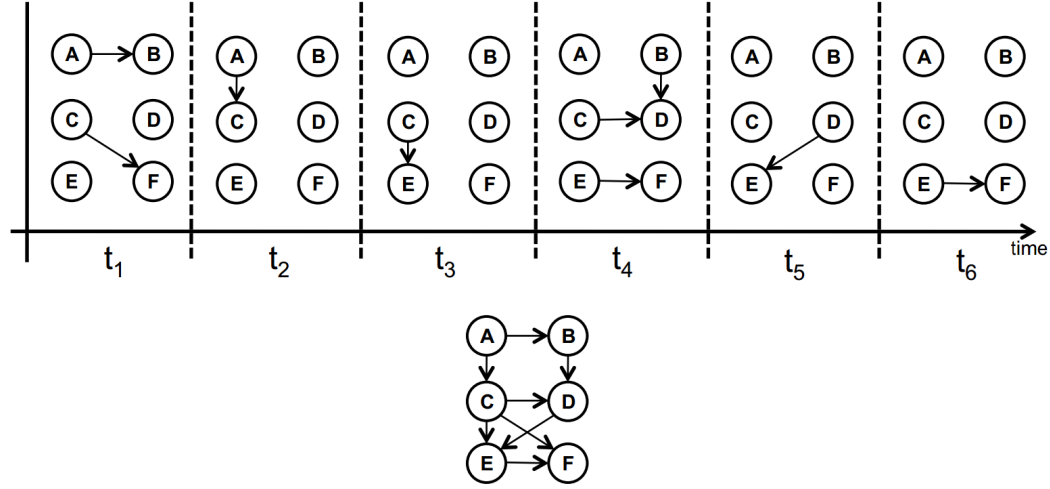 A B A B A B A B A B A B
C D C D C D C D C D C D
E F E F E F E F E F E F
t1 t2 t3 t4 t5 t6 time
A B
C D
E F